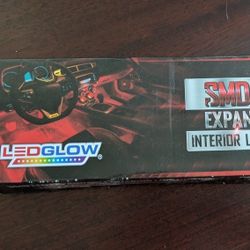 SMD
EXPAN
INTERIOR L
LEDGLOW®